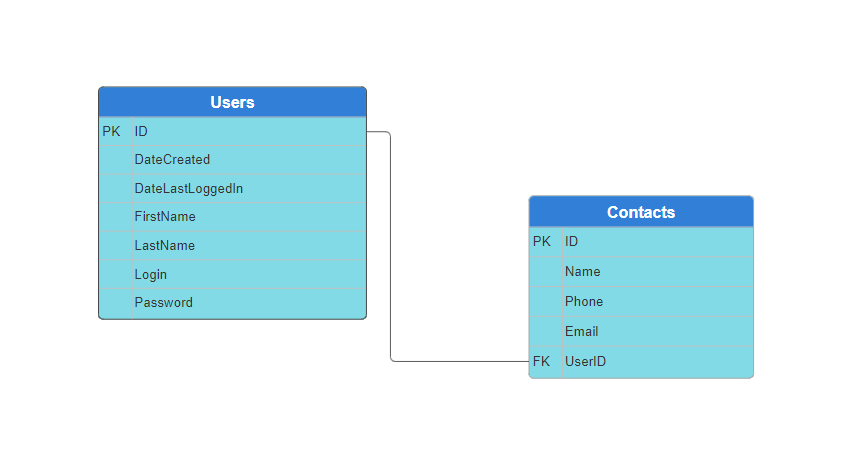 Users
PK ID
DateCreated
DateLastLoggedIn
FirstName
LastName
Login
Password
Contacts
PK ID
Name
Phone
Email
FK UserID